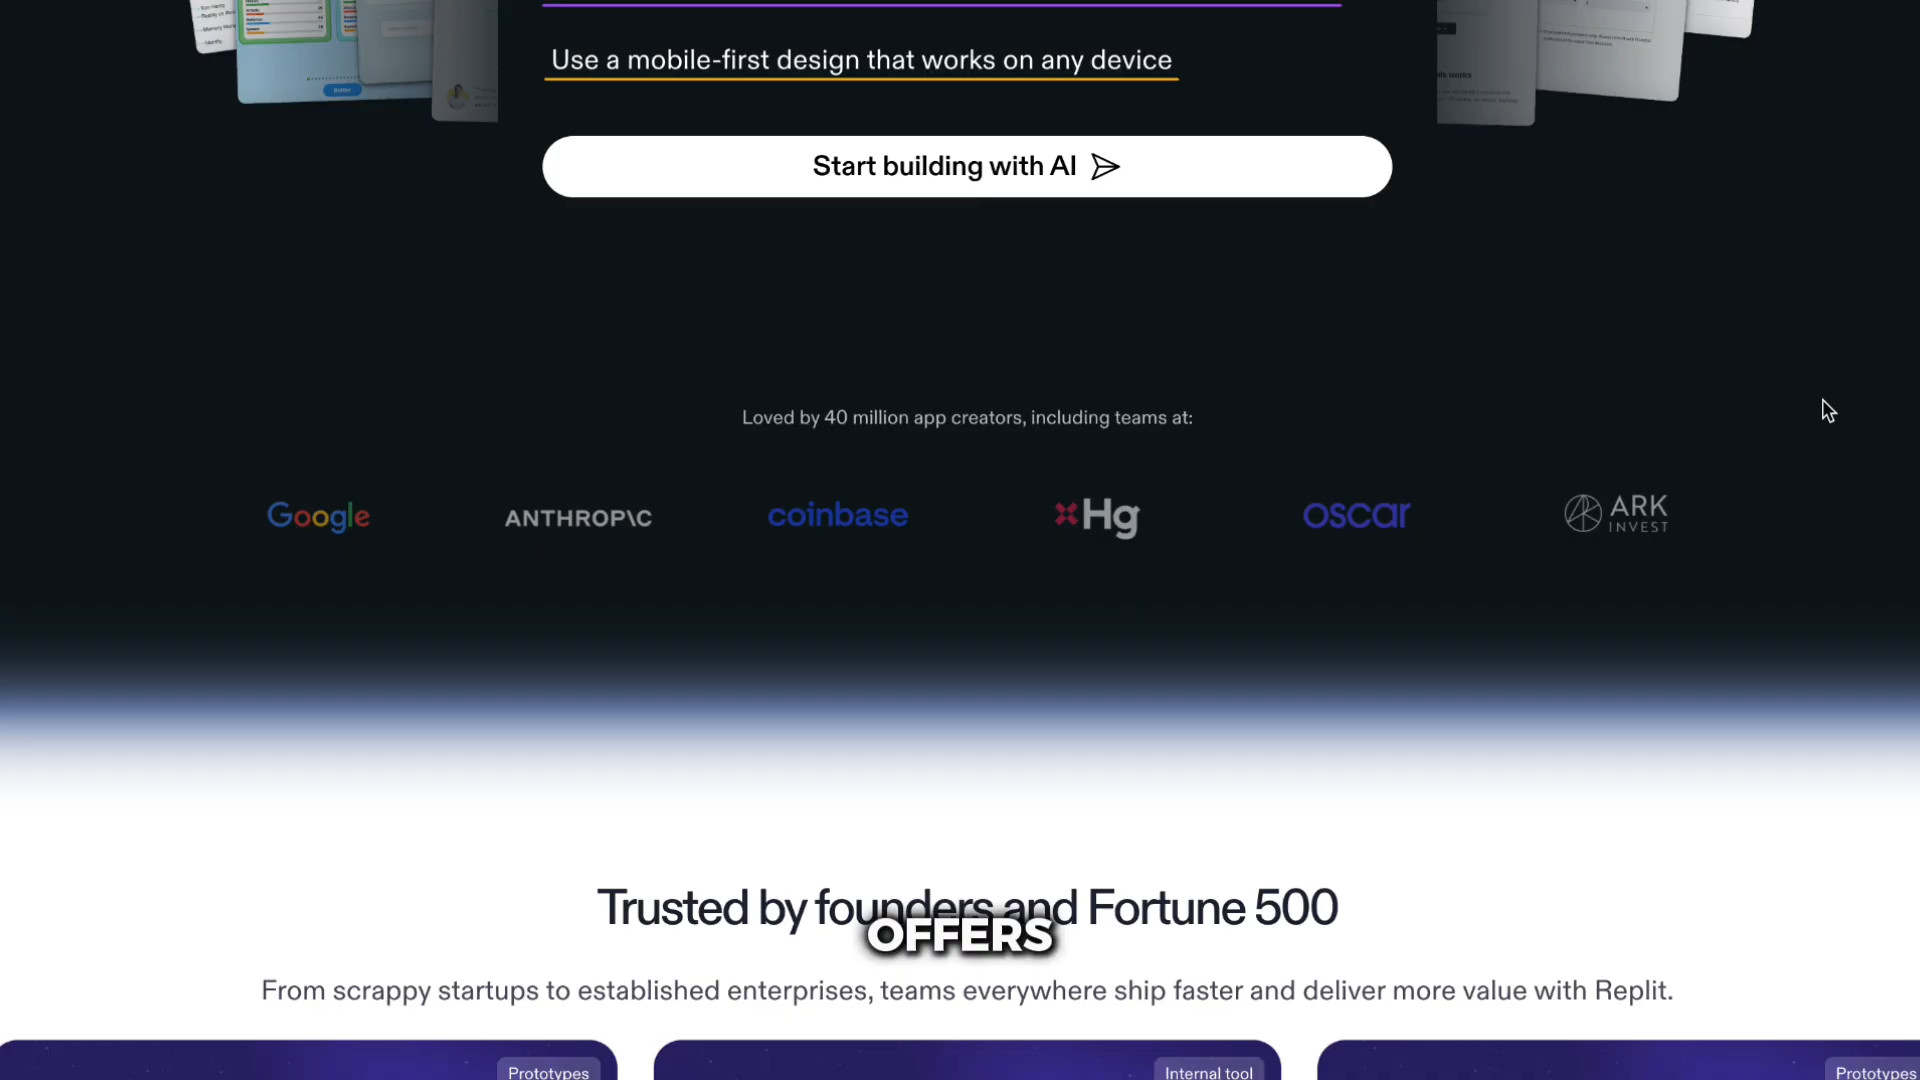 Use a mobile-first design that works on any device
Better
Start building with AI
Loved by 40 million app creators, including teams at:
Google
ANTHROP\C
coinbase
Hg
oscar
ARK
INVEST
Trusted by founders and Fortune 500
OFFERS
From scrappy startups to established enterprises, teams everywhere ship faster and deliver more value with Replit.
Prototypes
Internal tool
Prototypes